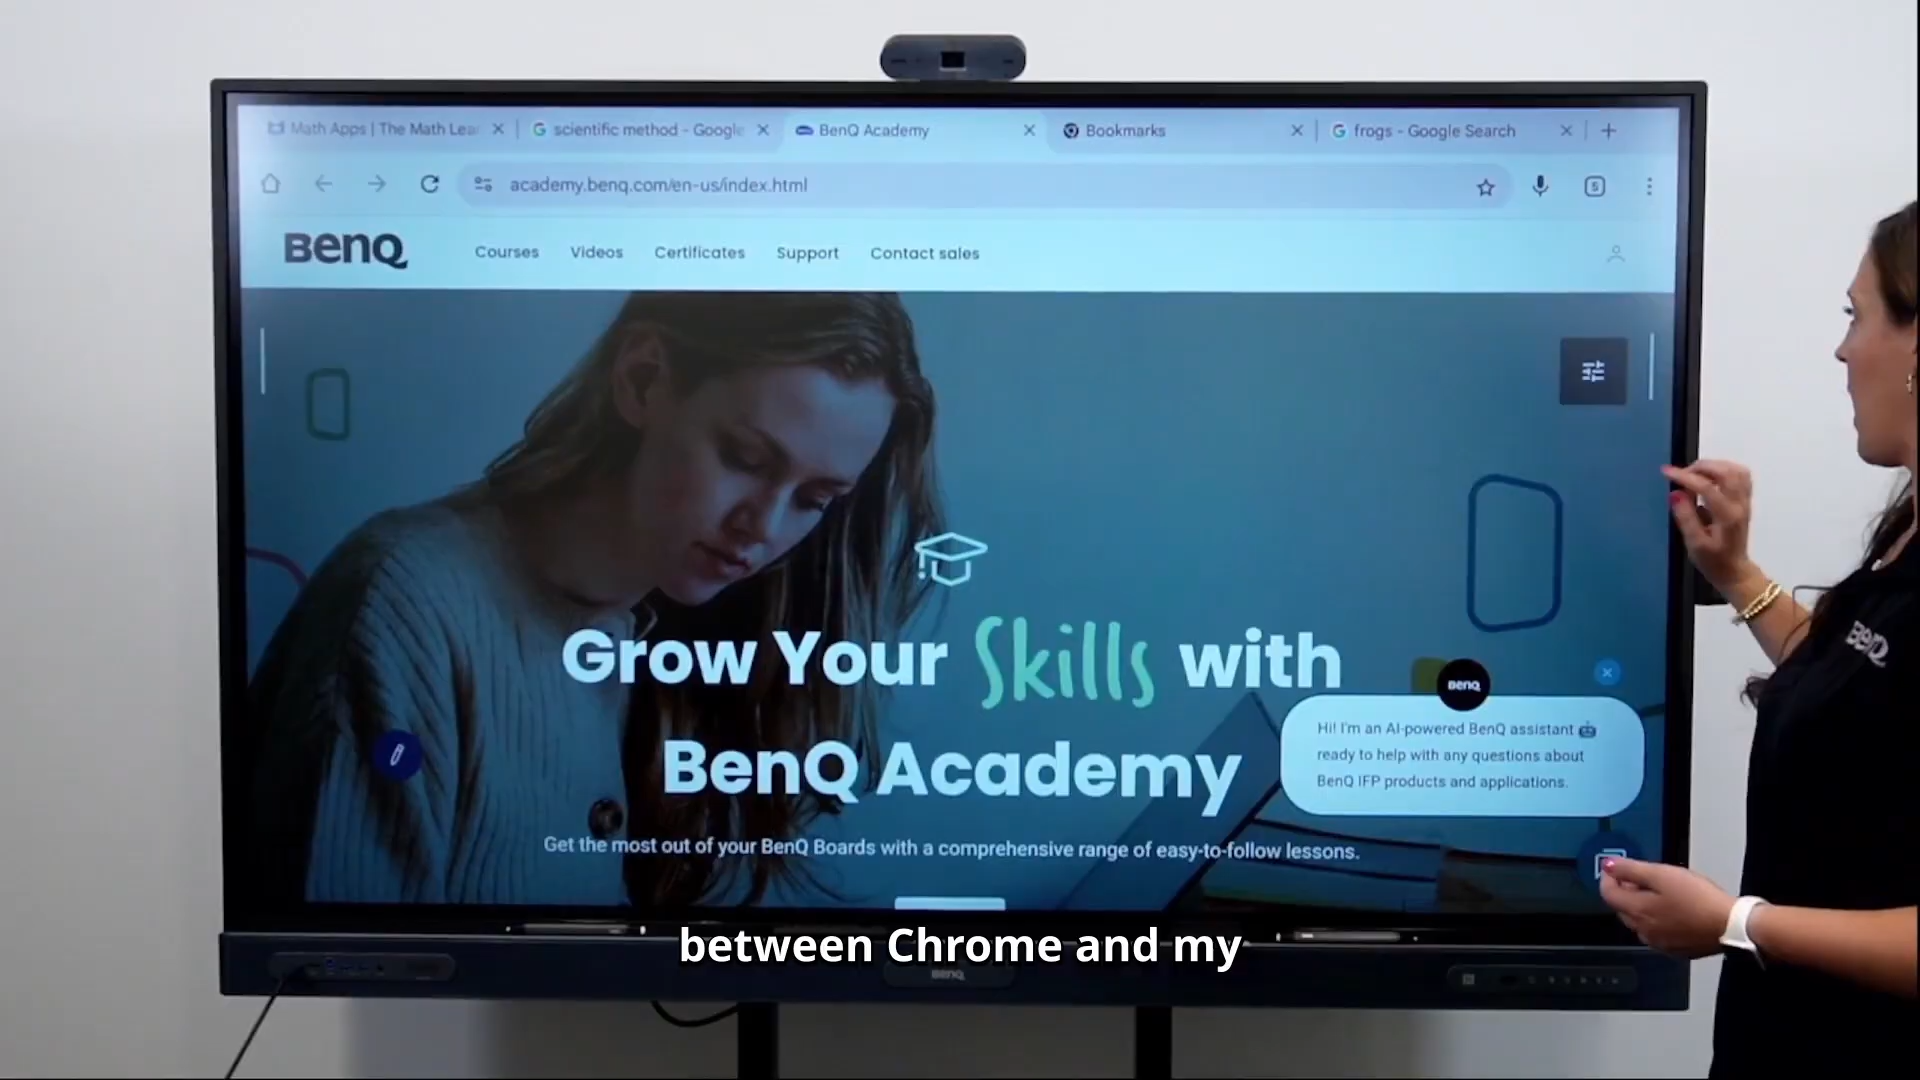 Math Apps | The Math Lea
scientific method - Google
BenQ Academy
Bookmarks
frogs - Google Search
academy.benq.com/en-us/index.html
5
BenQ
Courses
Videos
Certificates
Support
Contact sales
Grow Your Skills with
BenQ Academy
Get the most out of your BenQ Boards with a comprehensive range of easy-to-follow lessons.
BenQ
Hi! I'm an AI-powered BenQ assistant
ready to help with any questions about
BenQ IFP products and applications.
BenQ
between Chrome and my
BenQ